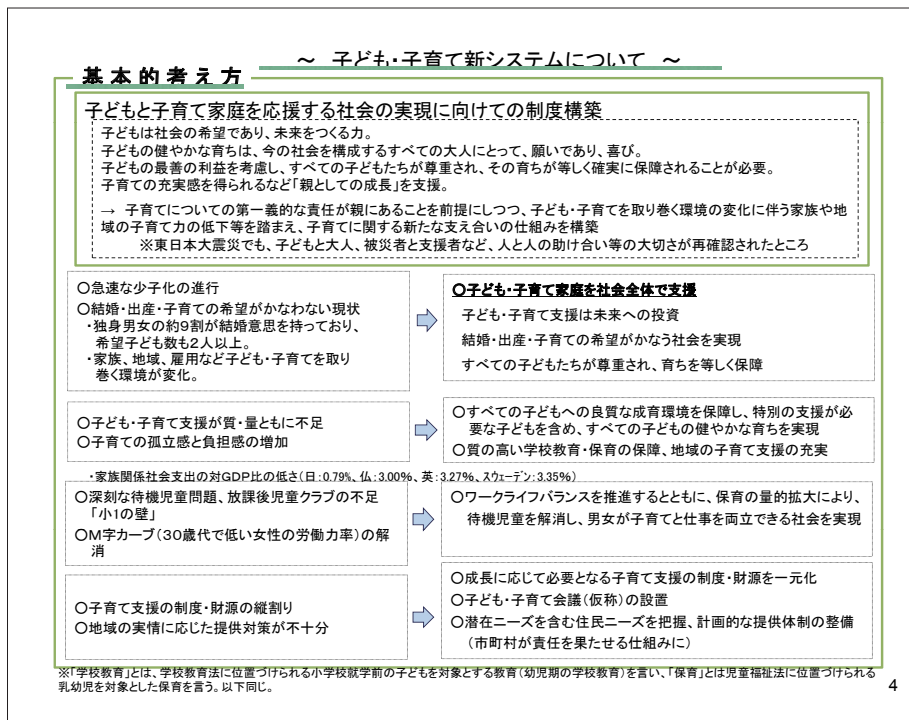 ～ 子ども・子育て新システムについて ～
基本的考え方
子どもと子育て家庭を応援する社会の実現に向けての制度構築
子どもは社会の希望であり、未来をつくる力。
子どもの健やかな育ちは、今の社会を構成するすべての大人にとって、願いであり、喜び。
子どもの最善の利益を考慮し、すべての子どもたちが尊重され、その育ちが等しく確実に保障されることが必要。
子育ての充実感を得られるなど「親としての成長」を支援。
→ 子育てについての第一義的な責任が親にあることを前提にしつつ、子ども・子育てを取り巻く環境の変化に伴う家族や地
域の子育て力の低下等を踏まえ、子育てに関する新たな支え合いの仕組みを構築
※東日本大震災でも、子どもと大人、被災者と支援者など、人と人の助け合い等の大切さが再確認されたところ
○急速な少子化の進行
○結婚・出産・子育ての希望がかなわない現状
・独身男女の約9割が結婚意思を持っており、
希望子ども数も2人以上。
・家族、地域、雇用など子ども・子育てを取り
巻く環境が変化。
○子ども・子育て家庭を社会全体で支援
子ども・子育て支援は未来への投資
結婚・出産・子育ての希望がかなう社会を実現
すべての子どもたちが尊重され、育ちを等しく保障
○子ども・子育て支援が質・量ともに不足
○子育ての孤立感と負担感の増加
○すべての子どもへの良質な成育環境を保障し、特別の支援が必
要な子どもを含め、すべての子どもの健やかな育ちを実現
○質の高い学校教育・保育の保障、地域の子育て支援の充実
・家族関係社会支出の対GDP比の低さ（日：0.79%、仏：3.00%、英：3.27%、スウェーデン：3.35%）
○深刻な待機児童問題、放課後児童クラブの不足
「小1の壁」
○M字カーブ（30歳代で低い女性の労働力率）の解
消
○ワークライフバランスを推進するとともに、保育の量的拡大により、
待機児童を解消し、男女が子育てと仕事を両立できる社会を実現
○子育て支援の制度・財源の縦割り
○地域の実情に応じた提供対策が不十分
○成長に応じて必要となる子育て支援の制度・財源を一元化
○子ども・子育て会議（仮称）の設置
○潜在ニーズを含む住民ニーズを把握、計画的な提供体制の整備
（市町村が責任を果たせる仕組みに）
※「学校教育」とは、学校教育法に位置づけられる小学校就学前の子どもを対象とする教育（幼児期の学校教育）を言い、「保育」とは児童福祉法に位置づけられる
乳幼児を対象とした保育を言う。以下同じ。
4